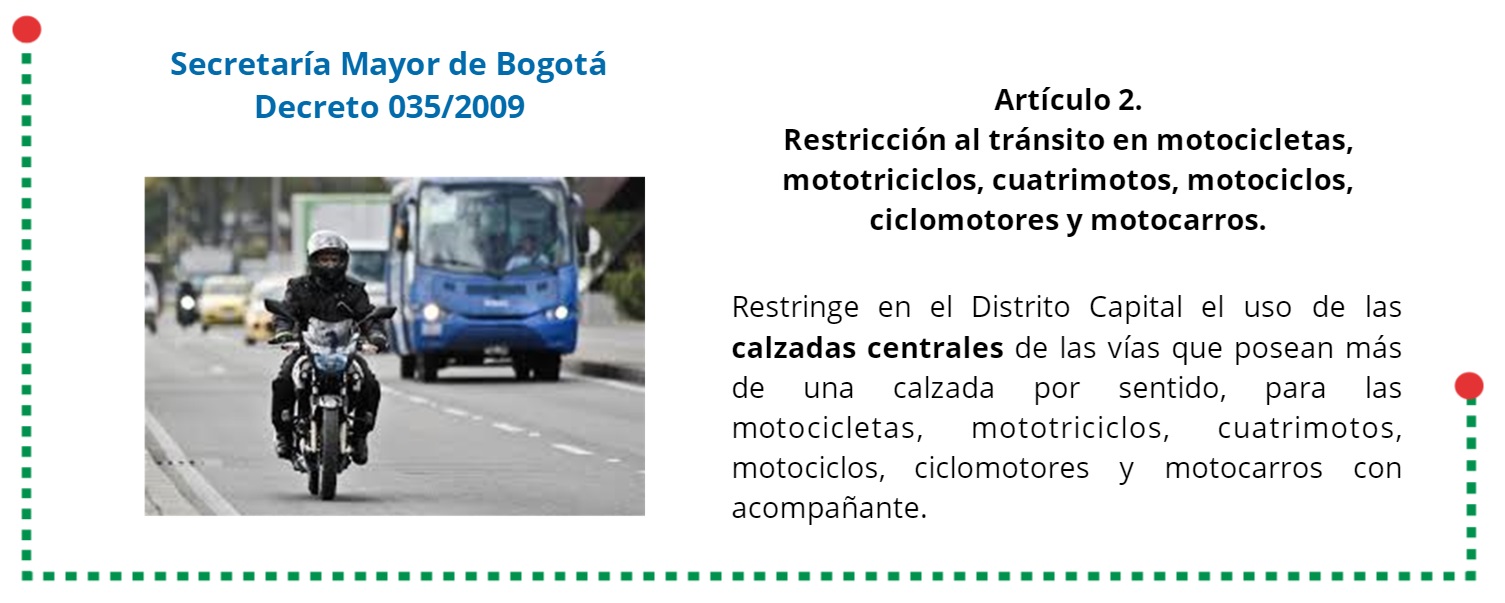 Secretaría Mayor de Bogotá
Decreto 035/2009
Artículo 2.
Restricción al tránsito en motocicletas,
mototriciclos, cuatrimotos, motociclos,
ciclomotores y motocarros.
Restringe en el Distrito Capital el uso de las
calzadas centrales de las vías que posean más
de una calzada por sentido, para las
motocicletas, mototriciclos, cuatrimotos,
motociclos, ciclomotores y motocarros con
acompañante.